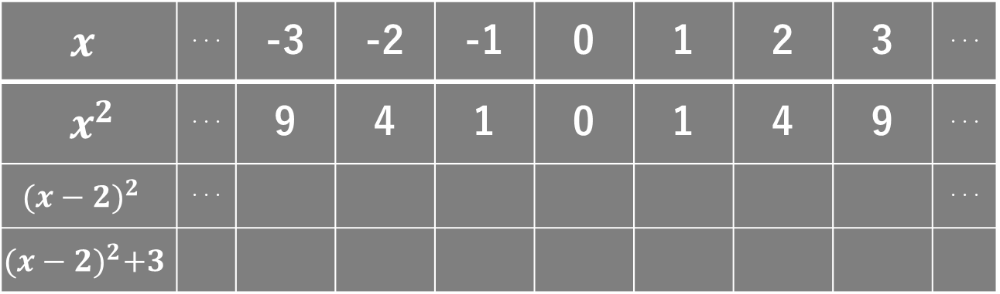 x ··· -3 -2 -1 0 1 2 3 ···
x² ··· 9 4 1 0 1 4 9 ···
(x − 2)² ··· ···
(x − 2)²+3